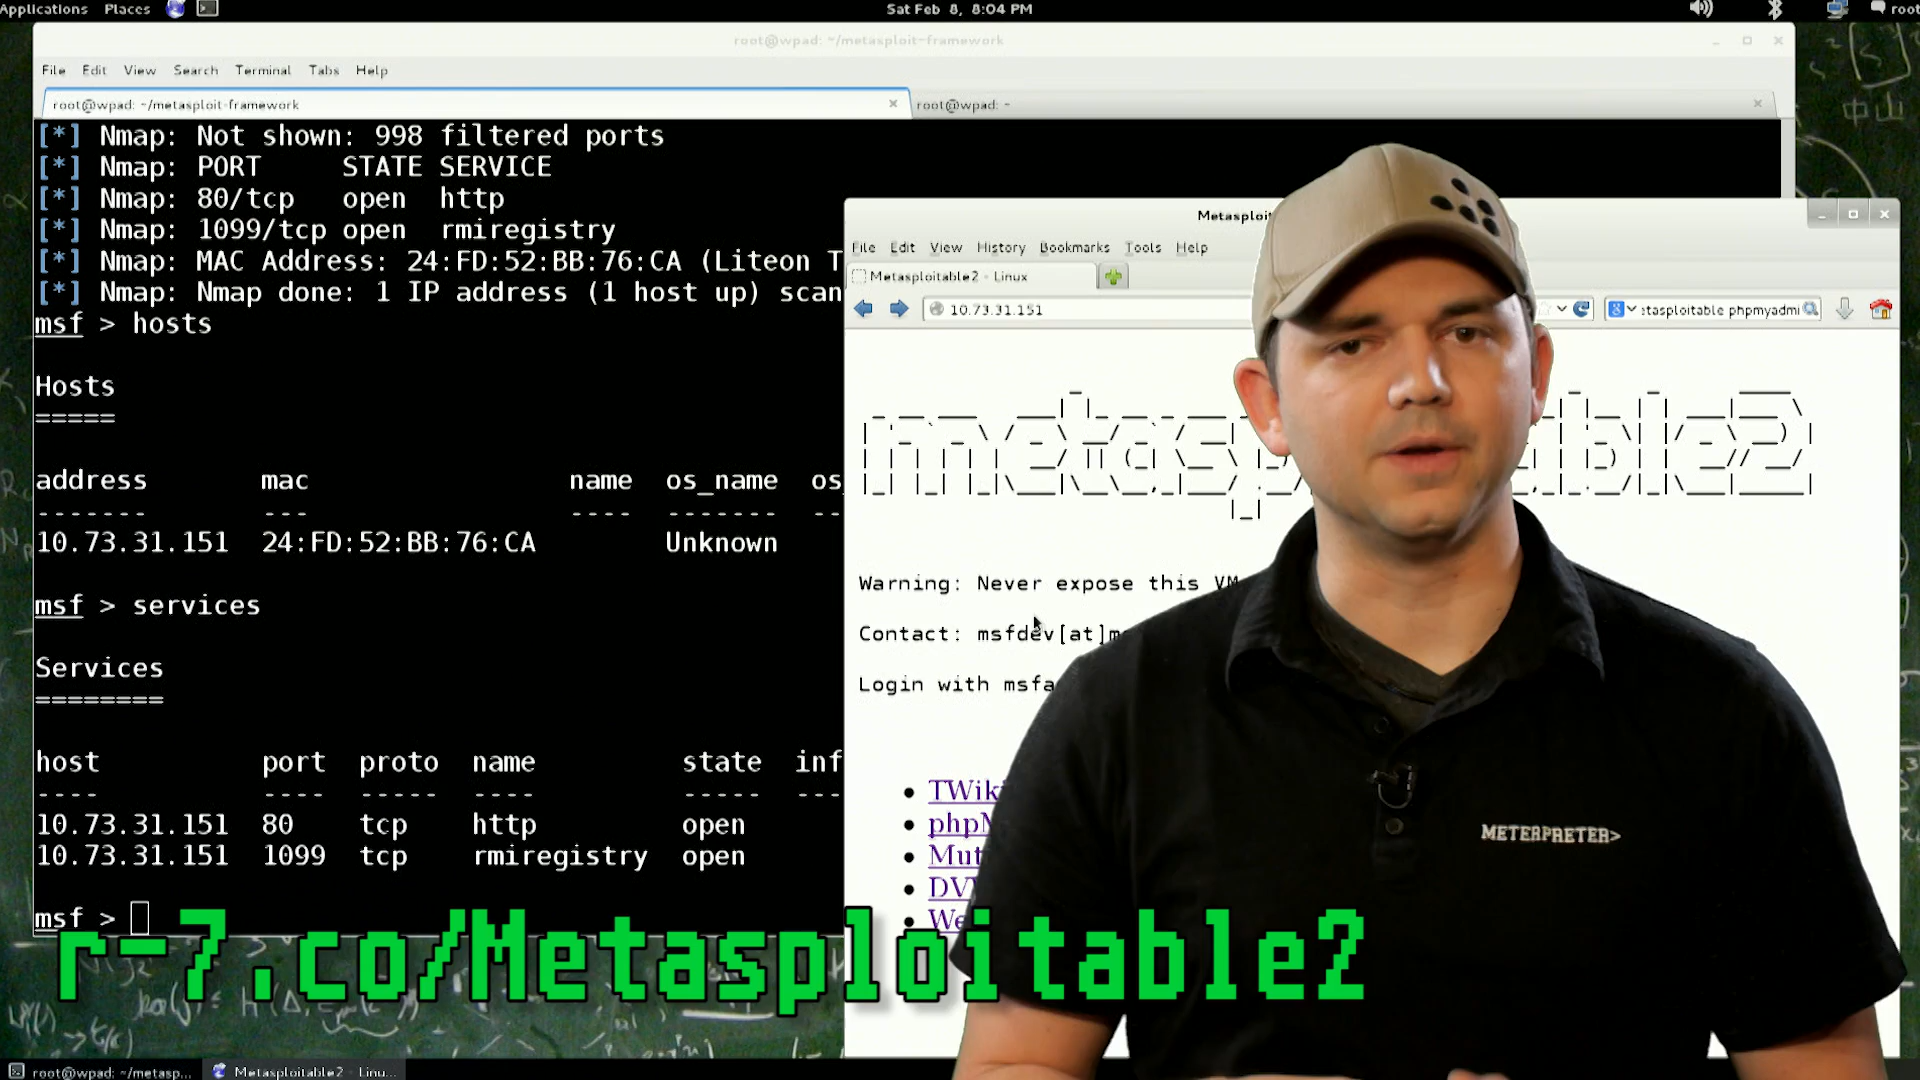 Applications Places Sat Feb 8, 8:04 PM root
root@wpad: ~/metasploit-framework
File Edit View Search Terminal Tabs Help
root@wpad: ~/metasploit-framework root@wpad: ~
[*] Nmap: Not shown: 998 filtered ports
[*] Nmap: PORT STATE SERVICE
[*] Nmap: 80/tcp open http
[*] Nmap: 1099/tcp open rmiregistry
[*] Nmap: MAC Address: 24:FD:52:BB:76:CA (Liteon T
[*] Nmap: Nmap done: 1 IP address (1 host up) scan
msf > hosts
Hosts
=====
address mac name os_name os_
------- --- ---- ------- --
10.73.31.151 24:FD:52:BB:76:CA Unknown
msf > services
Services
========
host port proto name state inf
---- ---- ----- ---- ----- ---
10.73.31.151 80 tcp http open
10.73.31.151 1099 tcp rmiregistry open
msf >
Metasploit
File Edit View History Bookmarks Tools Help
Metasploitable2 - Linux
10.73.31.151 tasploitable phpmyadmi
metasploitable2
Warning: Never expose this VM
Contact: msfdev[at]m
Login with msfa
TWiki
phpM
Mut
DV
We
METERPRETER>
r-7.co/Metasploitable2
root@wpad: ~/metasp... Metasploitable2 - Linu...